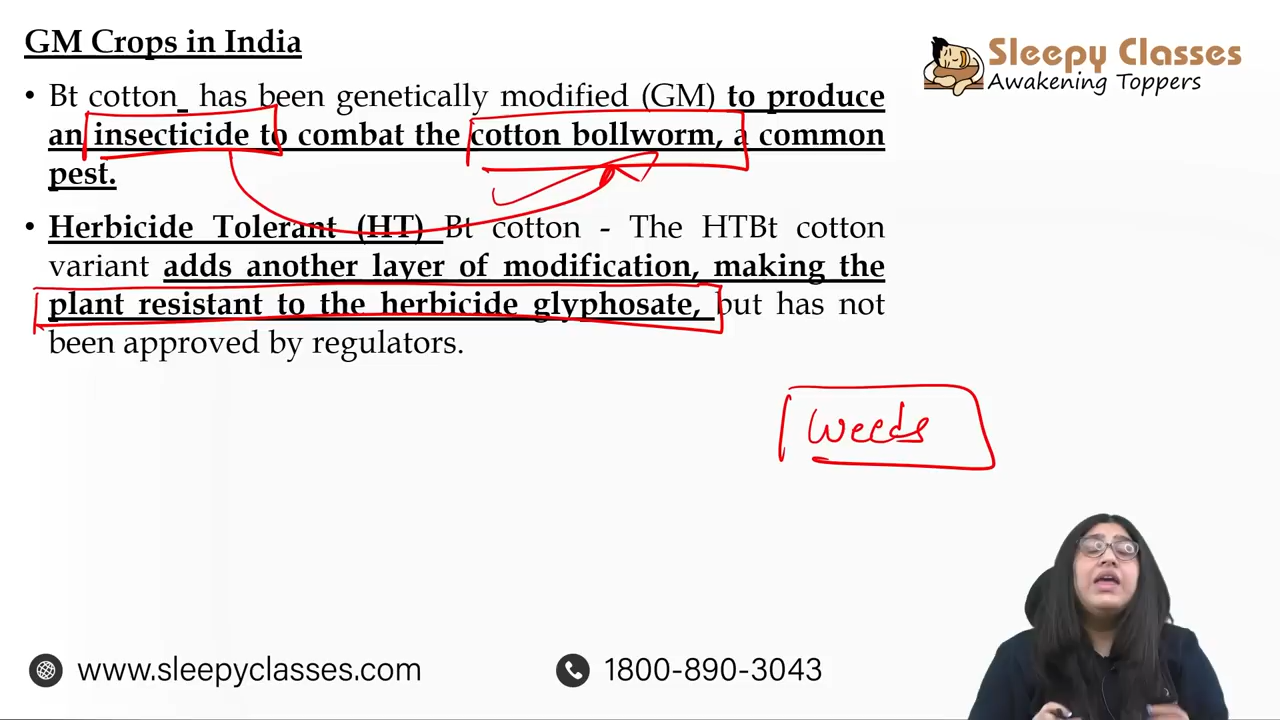 GM Crops in India
Sleepy Classes
Awakening Toppers
• Bt cotton_ has been genetically modified (GM) to produce
an insecticide to combat the cotton bollworm, a common
pest.
• Herbicide Tolerant (HT) Bt cotton - The HTBt cotton
variant adds another layer of modification, making the
plant resistant to the herbicide glyphosate, but has not
been approved by regulators.
Weeds
www.sleepyclasses.com
1800-890-3043